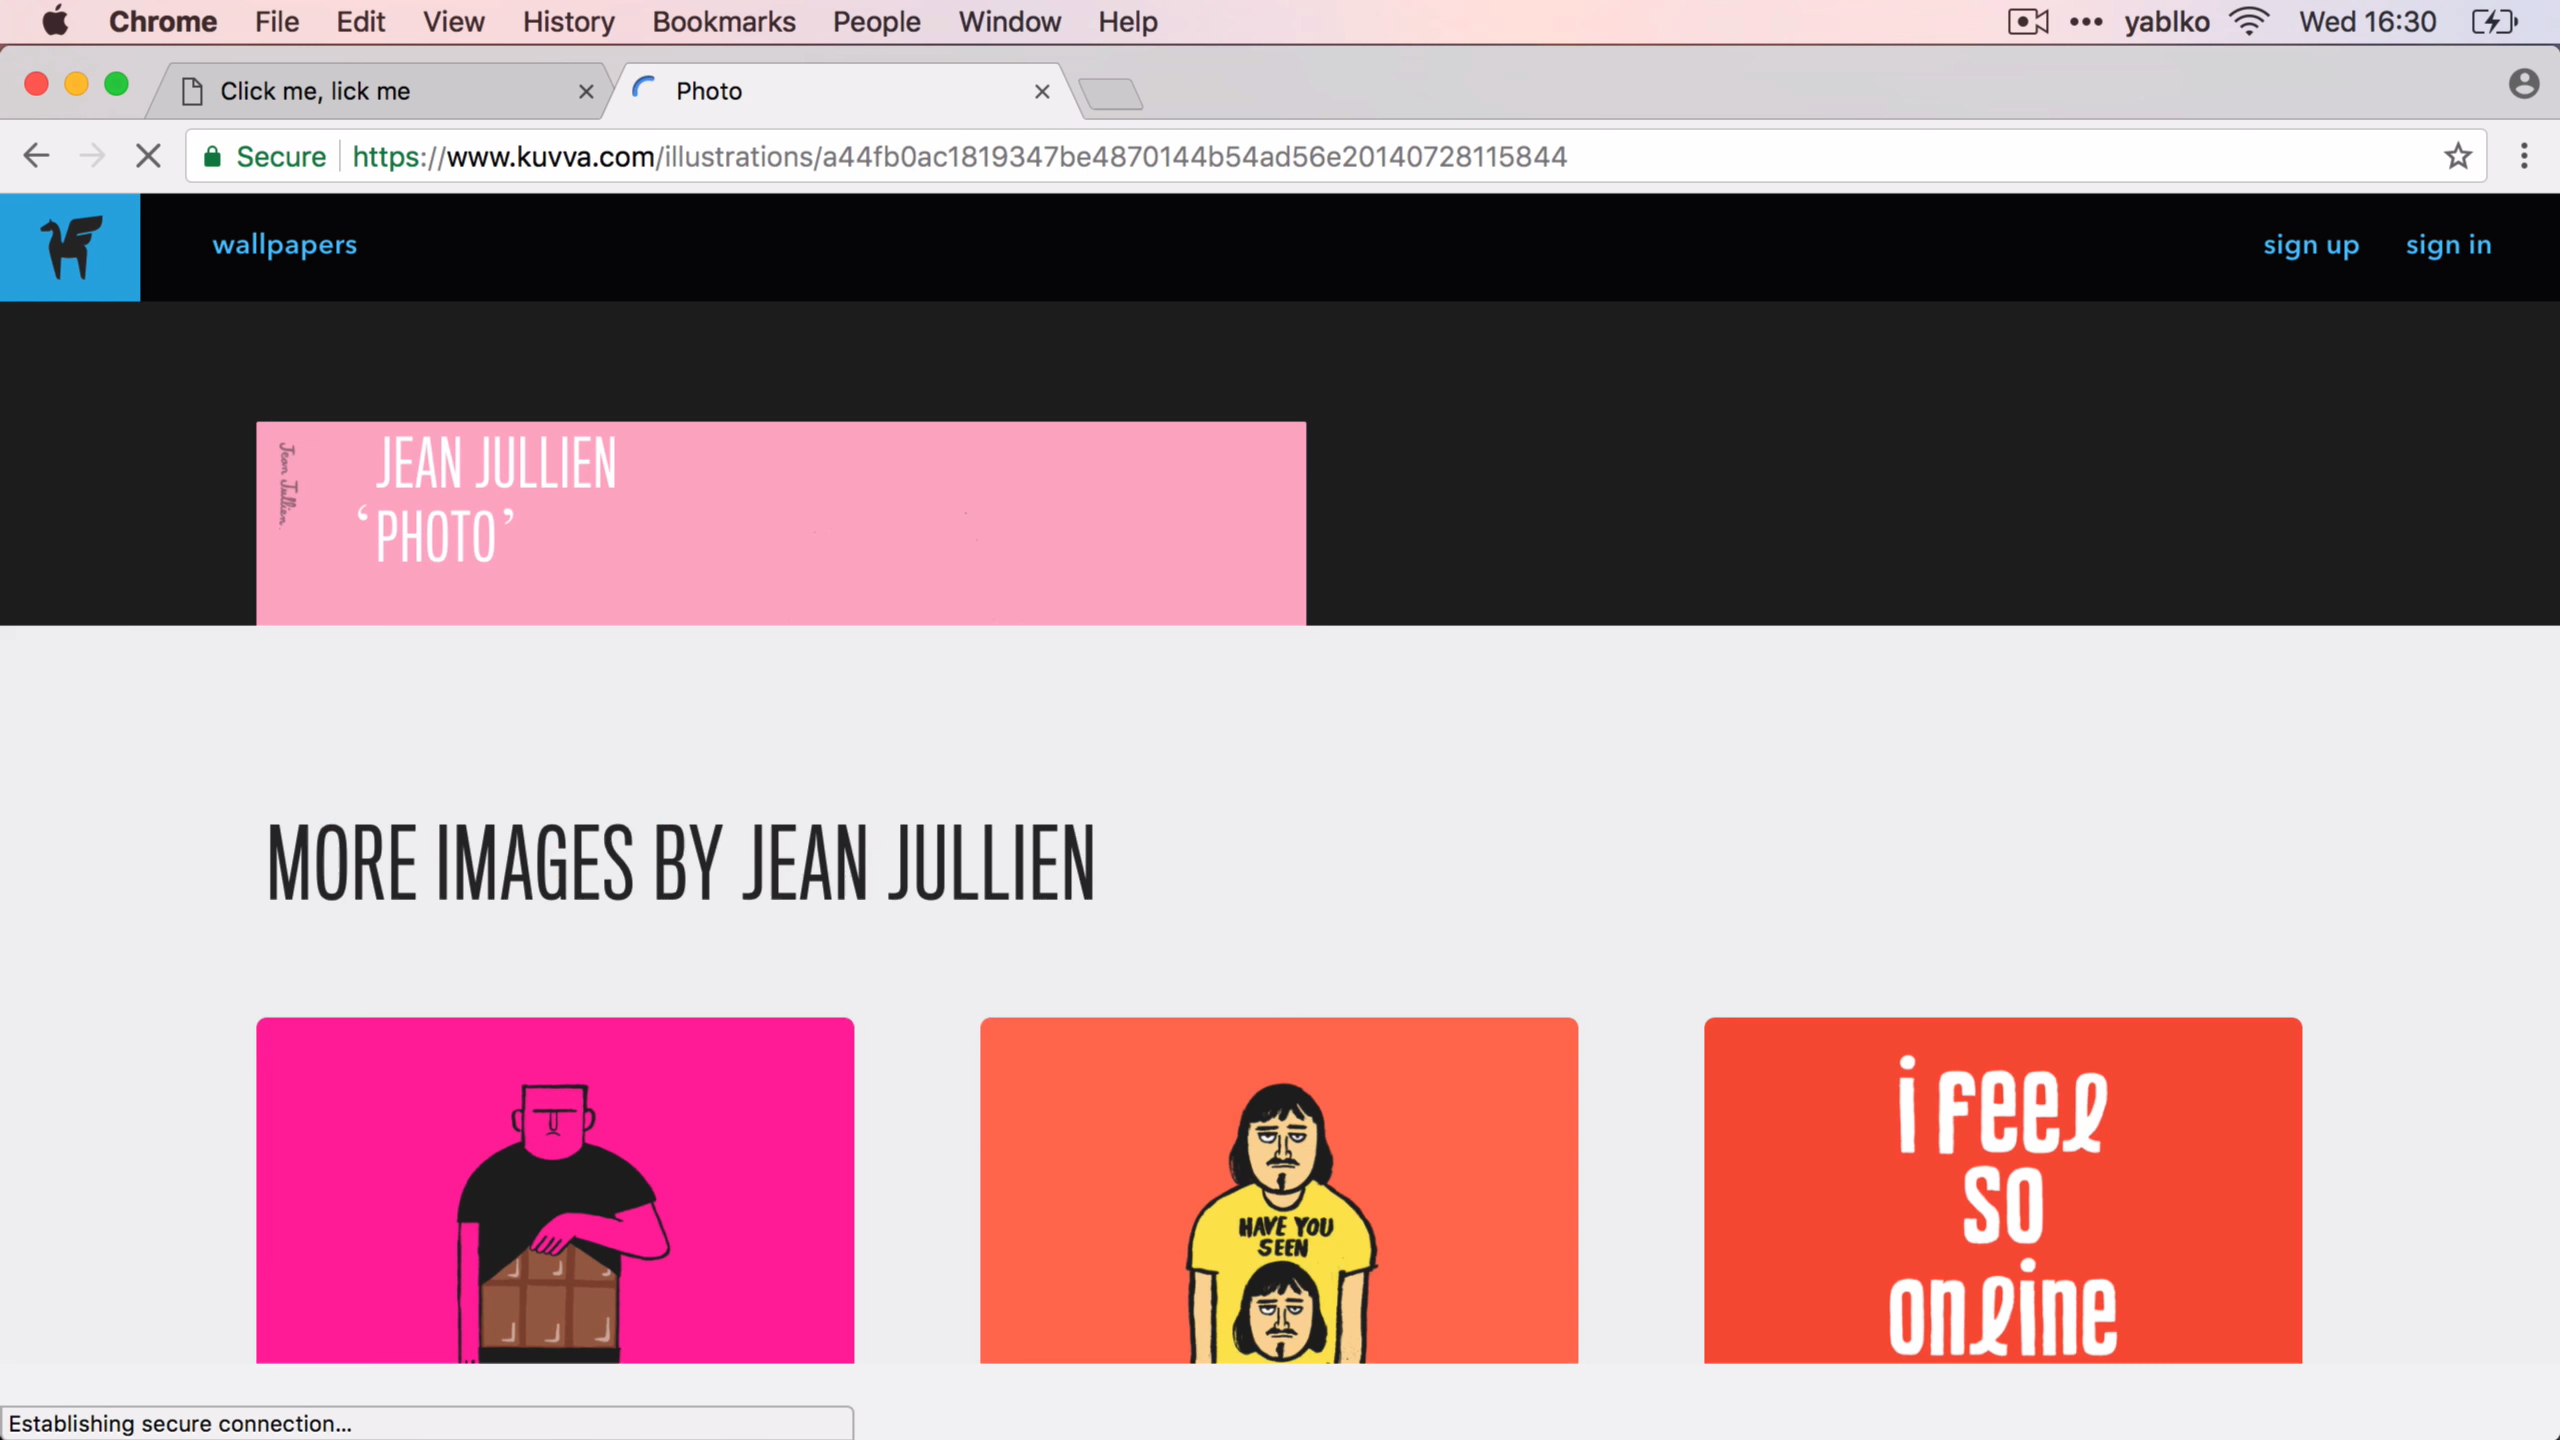 Chrome File Edit View History Bookmarks People Window Help yablko Wed 16:30
Click me, lick me Photo
Secure https://www.kuvva.com/illustrations/a44fb0ac1819347be4870144b54ad56e20140728115844
wallpapers sign up sign in
Jean Jullien.
JEAN JULLIEN
‘PHOTO’
MORE IMAGES BY JEAN JULLIEN
HAVE YOU
SEEN
i feel
so
online
Establishing secure connection...